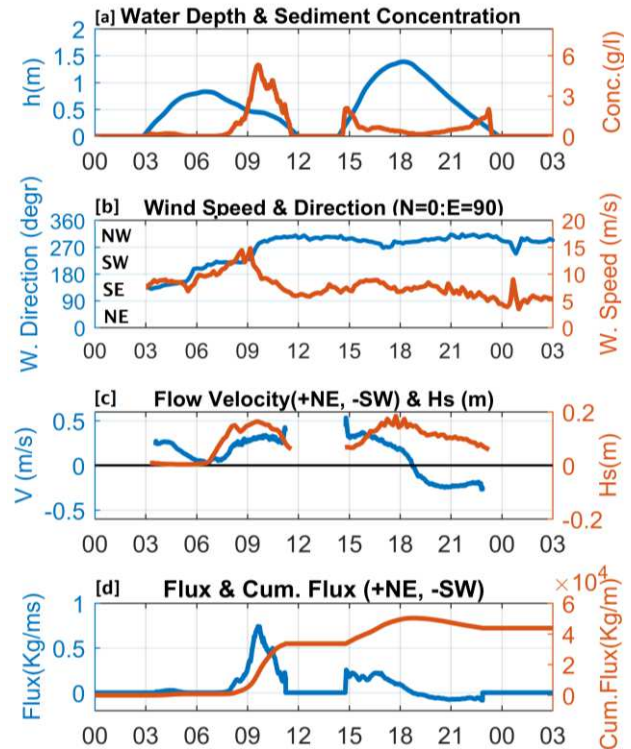 [a] Water Depth & Sediment Concentration
2
1.5
1
0.5
0
h(m)
6
3
0
Conc.(g/l)
00 03 06 09 12 15 18 21 00 03
[b] Wind Speed & Direction (N=0:E=90)
360
270
180
90
0
W. Direction (degr)
NW
SW
SE
NE
20
15
10
5
0
W. Speed (m/s)
00 03 06 09 12 15 18 21 00 03
[c] Flow Velocity(+NE, -SW) & Hs (m)
0.5
0
-0.5
V (m/s)
0.2
0
-0.2
Hs(m)
00 03 06 09 12 15 18 21 00 03
[d] Flux & Cum. Flux (+NE, -SW)
×10⁴
1
0.5
0
Flux(Kg/ms)
6
4
2
0
Cum.Flux(Kg/m)
00 03 06 09 12 15 18 21 00 03